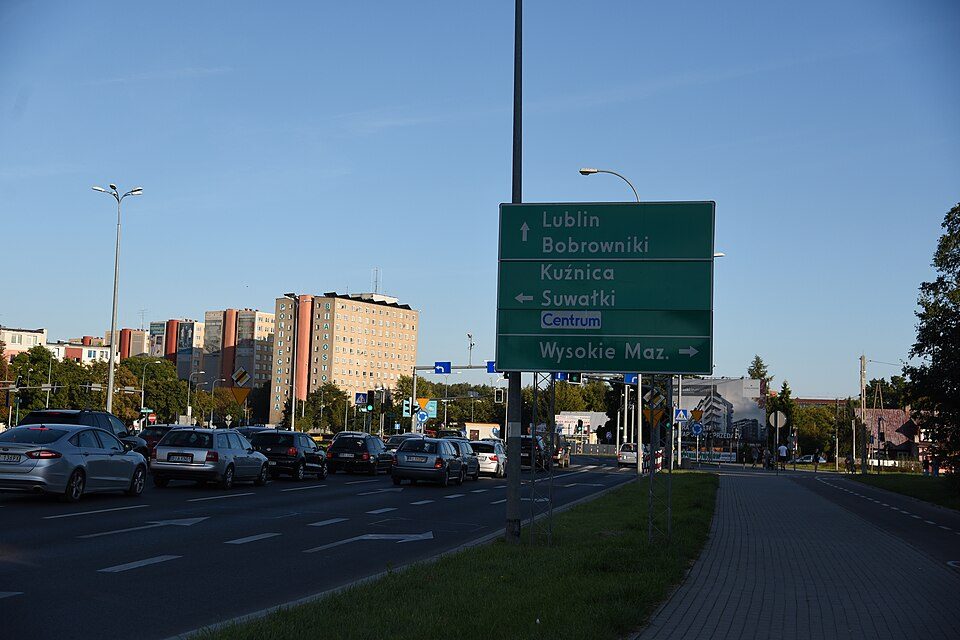 Lublin
Bobrowniki
Kuźnica
Suwałki
Centrum
Wysokie Maz.